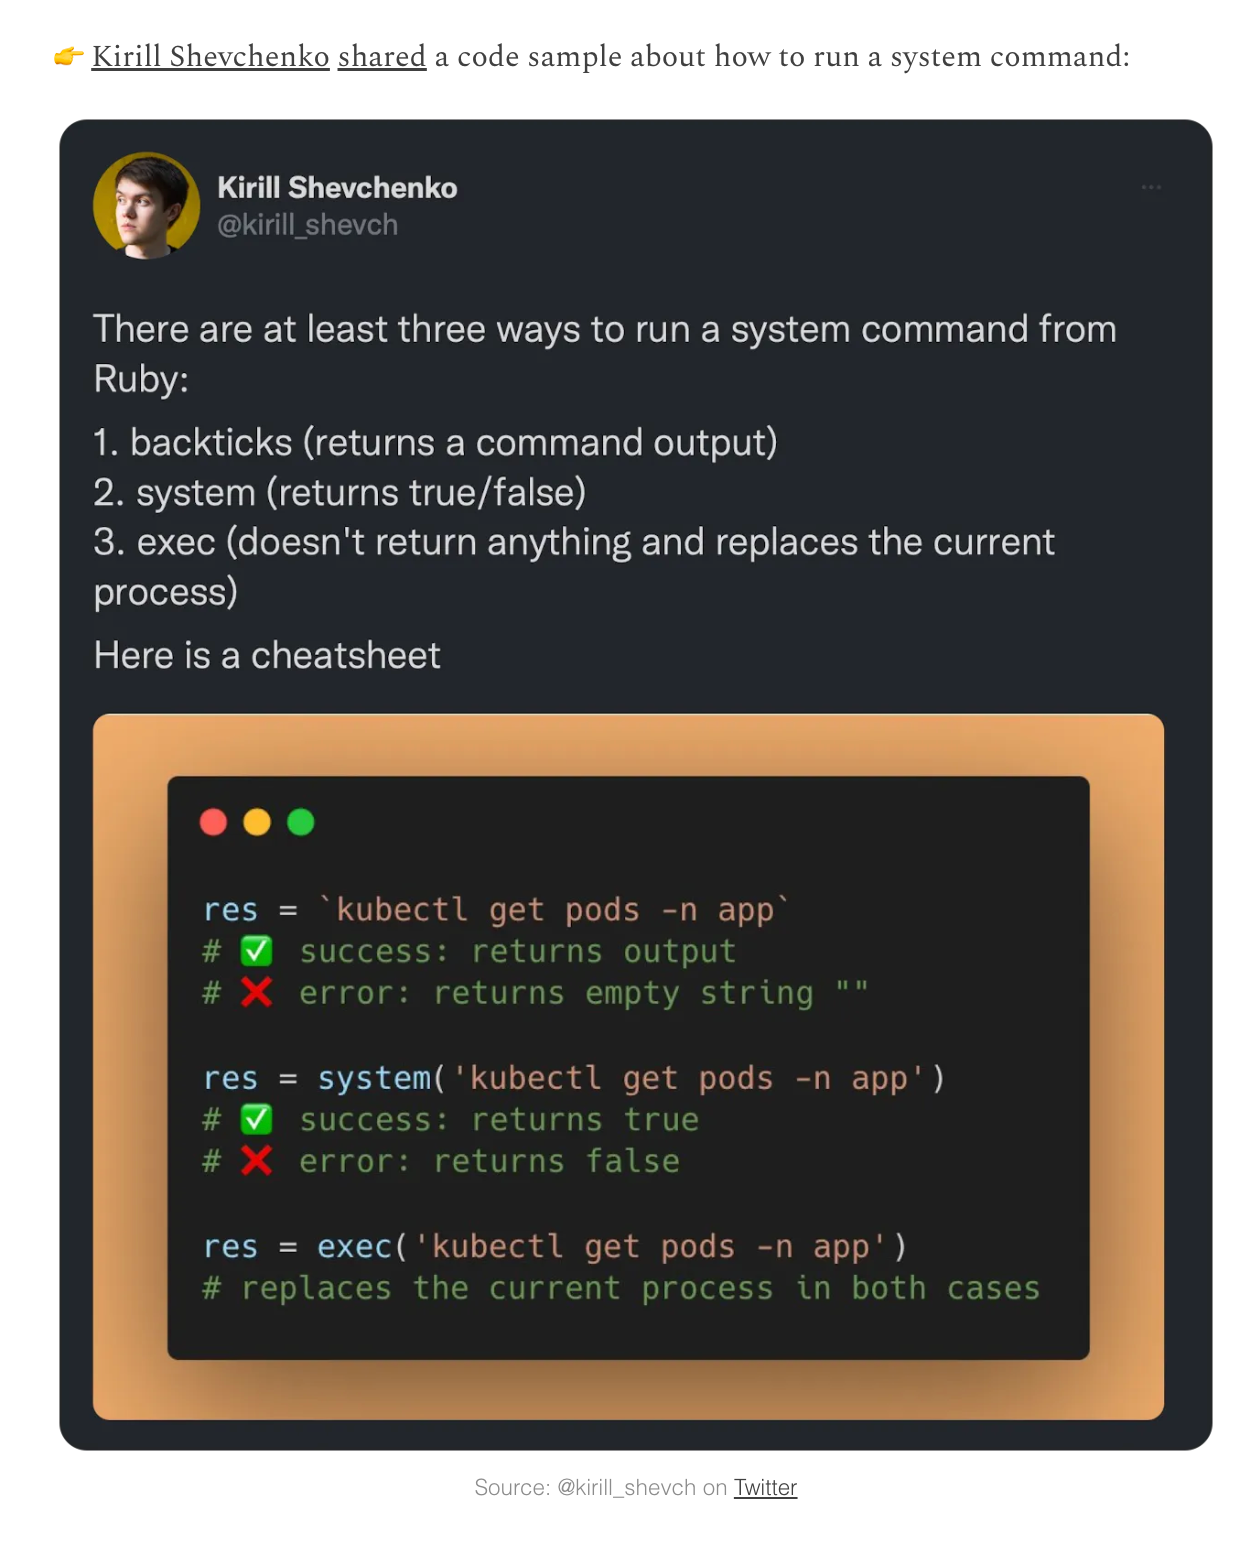 👉 Kirill Shevchenko shared a code sample about how to run a system command:
Kirill Shevchenko
@kirill_shevch
...
There are at least three ways to run a system command from
Ruby:
1. backticks (returns a command output)
2. system (returns true/false)
3. exec (doesn't return anything and replaces the current
process)
Here is a cheatsheet
res = `kubectl get pods -n app`
# ✅ success: returns output
# ❌ error: returns empty string ""
res = system('kubectl get pods -n app')
# ✅ success: returns true
# ❌ error: returns false
res = exec('kubectl get pods -n app')
# replaces the current process in both cases
Source: @kirill_shevch on Twitter